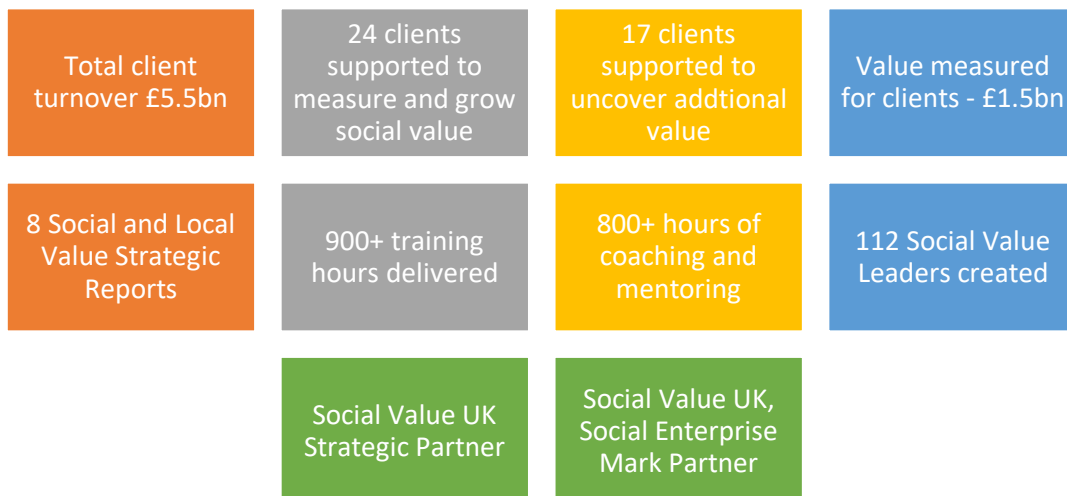 Total client
turnover £5.5bn
24 clients
supported to
measure and grow
social value
17 clients
supported to
uncover addtional
value
Value measured
for clients - £1.5bn
8 Social and Local
Value Strategic
Reports
900+ training
hours delivered
800+ hours of
coaching and
mentoring
112 Social Value
Leaders created
Social Value UK
Strategic Partner
Social Value UK,
Social Enterprise
Mark Partner